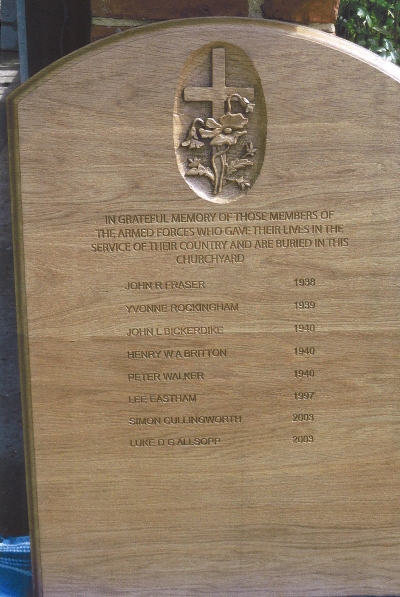 IN GRATEFUL MEMORY OF THOSE MEMBERS OF
THE ARMED FORCES WHO GAVE THEIR LIVES IN THE
SERVICE OF THEIR COUNTRY AND ARE BURIED IN THIS
CHURCHYARD
JOHN R FRASER 1938
YVONNE ROCKINGHAM 1939
JOHN L BICKERDIKE 1940
HENRY W A BRITTON 1940
PETER WALKER 1940
LEE EASTHAM 1997
SIMON CULLINGWORTH 2003
LUKE D G ALLSOPP 2003